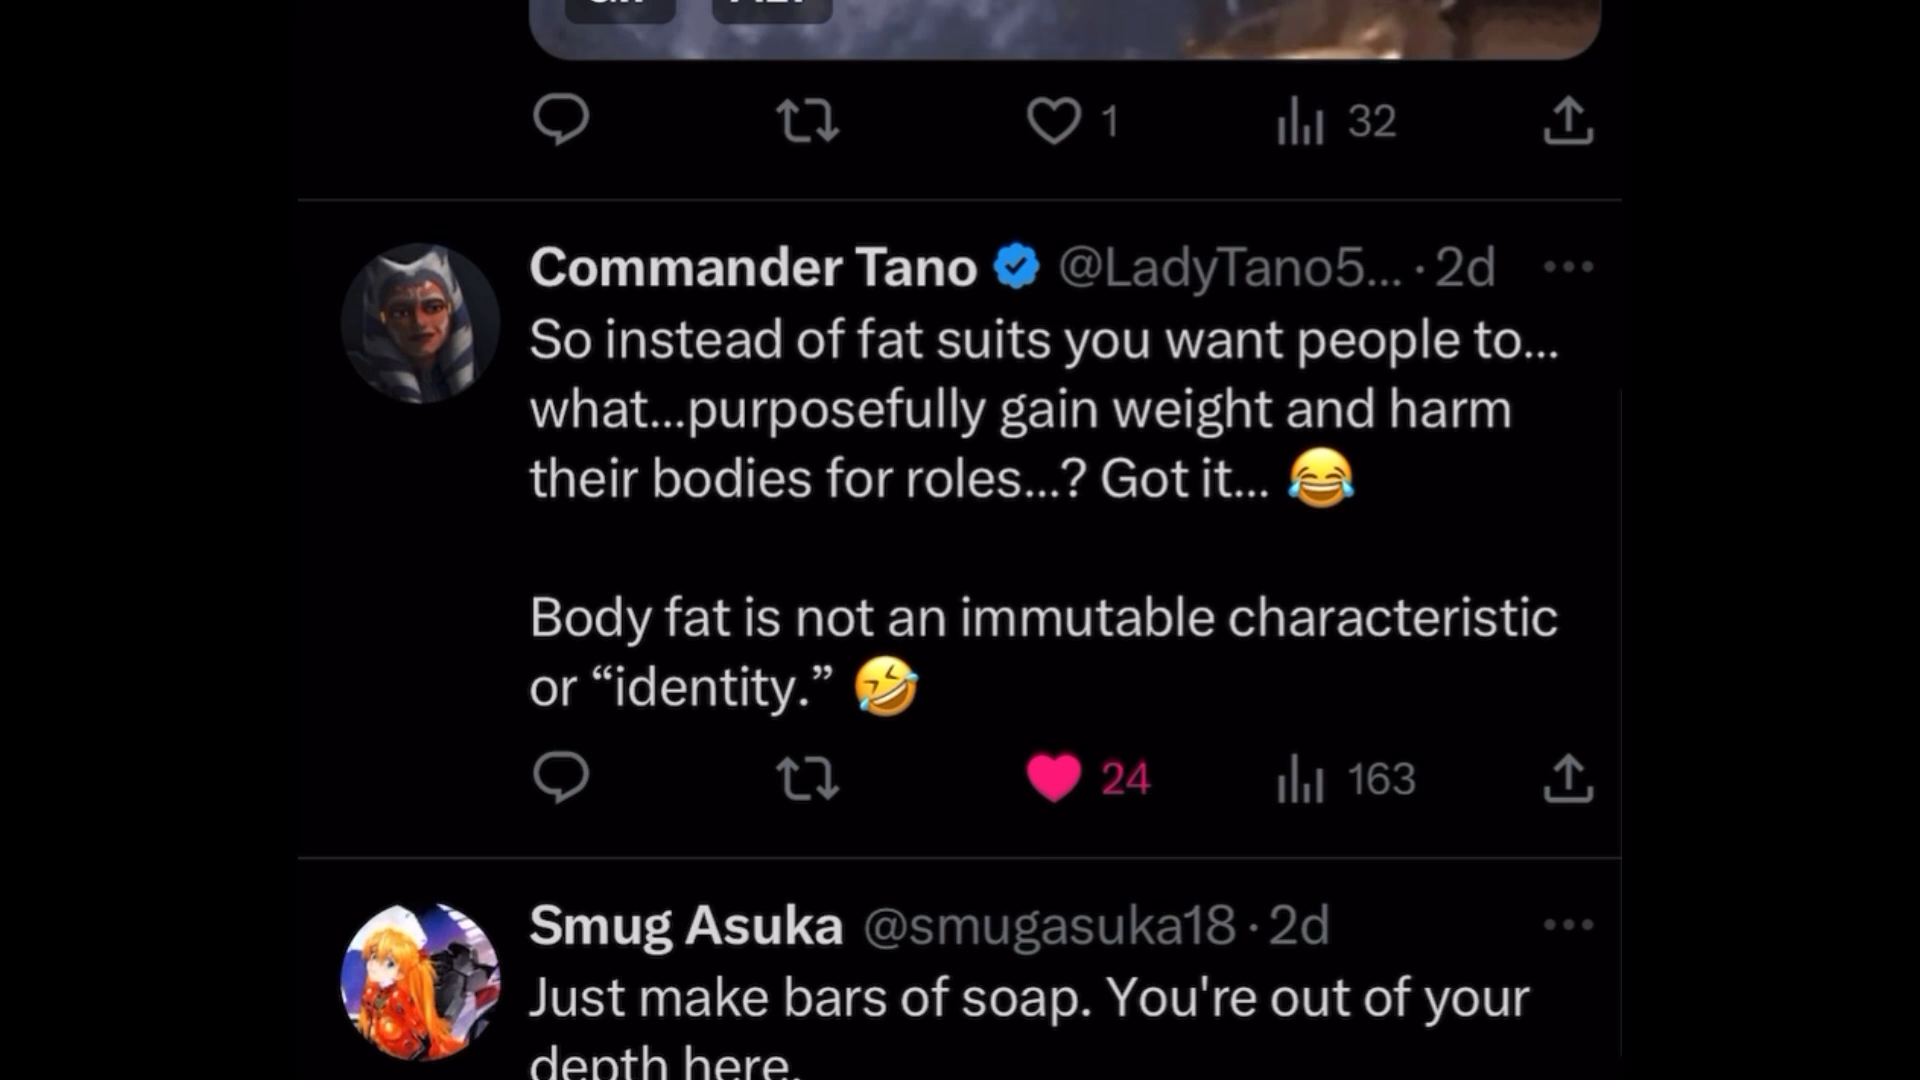 1
32
Commander Tano @LadyTano5... · 2d
So instead of fat suits you want people to...
what...purposefully gain weight and harm
their bodies for roles...? Got it... 😂
Body fat is not an immutable characteristic
or “identity.” 🤣
24
163
Smug Asuka @smugasuka18 · 2d
Just make bars of soap. You're out of your
depth here.